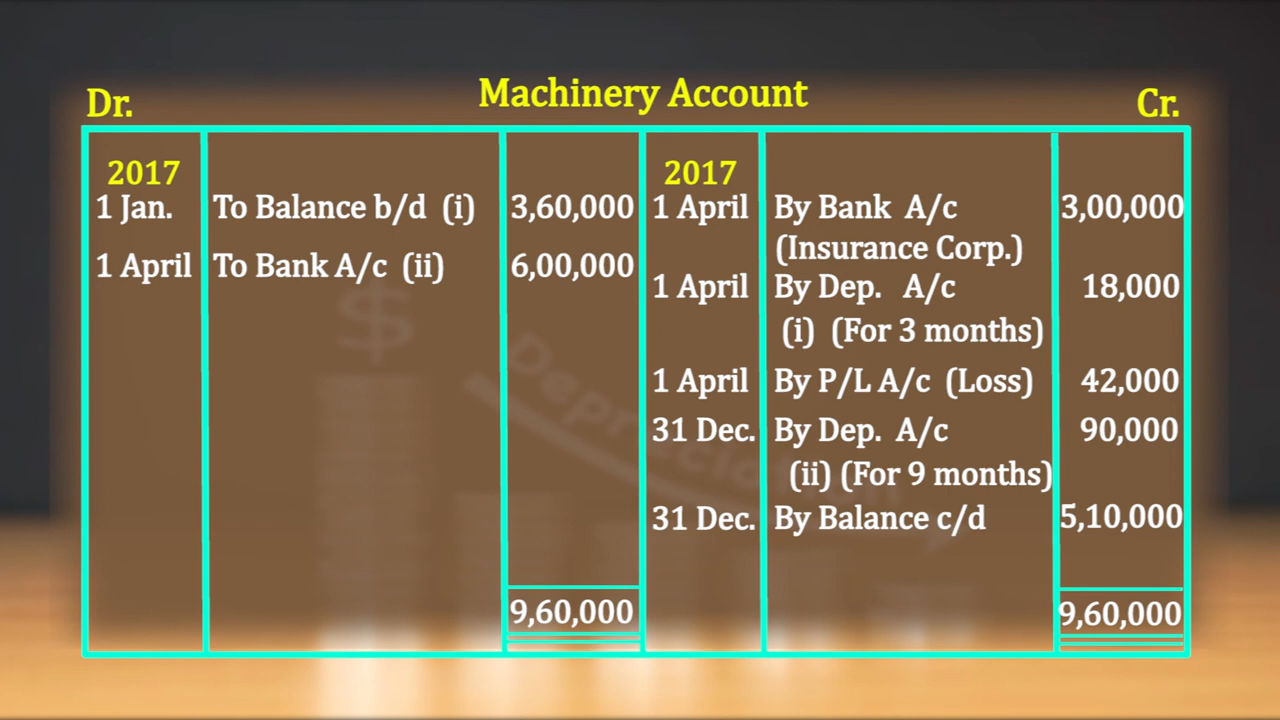 Machinery Account
Dr.
Cr.
2017
2017
1 Jan. To Balance b/d (i) 3,60,000 1 April By Bank A/c 3,00,000
(Insurance Corp.)
1 April To Bank A/c (ii) 6,00,000
1 April By Dep. A/c 18,000
(i) (For 3 months)
1 April By P/L A/c (Loss) 42,000
31 Dec. By Dep. A/c 90,000
(ii) (For 9 months)
31 Dec. By Balance c/d 5,10,000
9,60,000 9,60,000
$
Depreciation